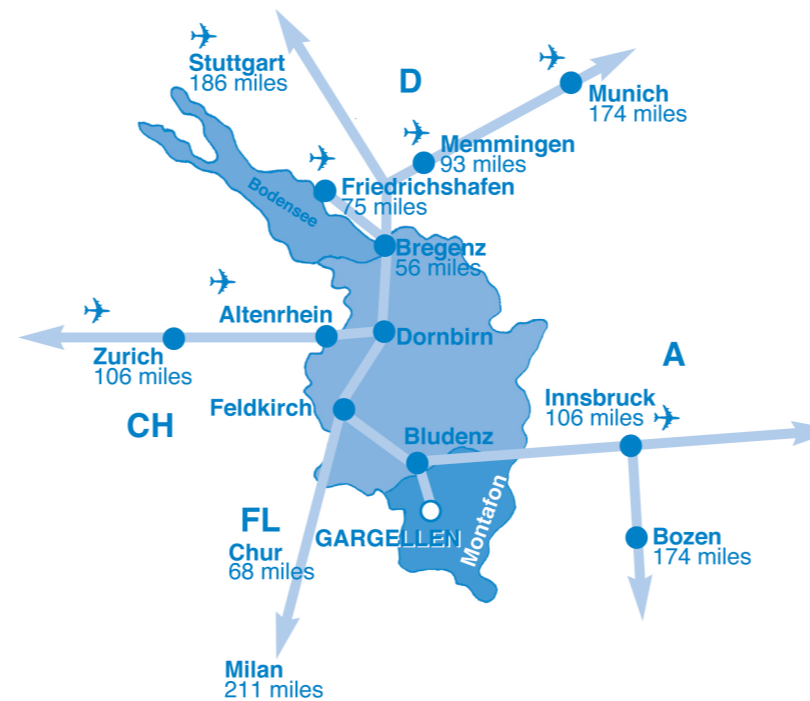 Stuttgart
186 miles
D
Munich
174 miles
Memmingen
93 miles
Friedrichshafen
75 miles
Bodensee
Bregenz
56 miles
Altenrhein
Dornbirn
Zurich
106 miles
A
Innsbruck
106 miles
CH
Feldkirch
Bludenz
Montafon
FL
GARGELLEN
Chur
68 miles
Bozen
174 miles
Milan
211 miles